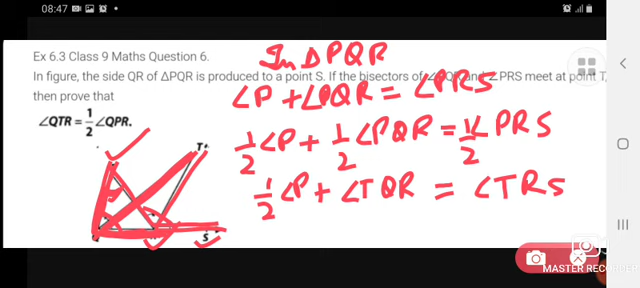 08:47
Ex 6.3 Class 9 Maths Question 6.
In figure, the side QR of ΔPQR is produced to a point S. If the bisectors of ∠PQR and ∠PRS meet at point T,
then prove that
∠QTR = 1/2 ∠QPR.
In ΔPQR
∠P + ∠PQR = ∠PRS
1/2 ∠P + 1/2 ∠PQR = 1/2 ∠PRS
1/2 ∠P + ∠TQR = ∠TRS
T
S
MASTER RECORDER